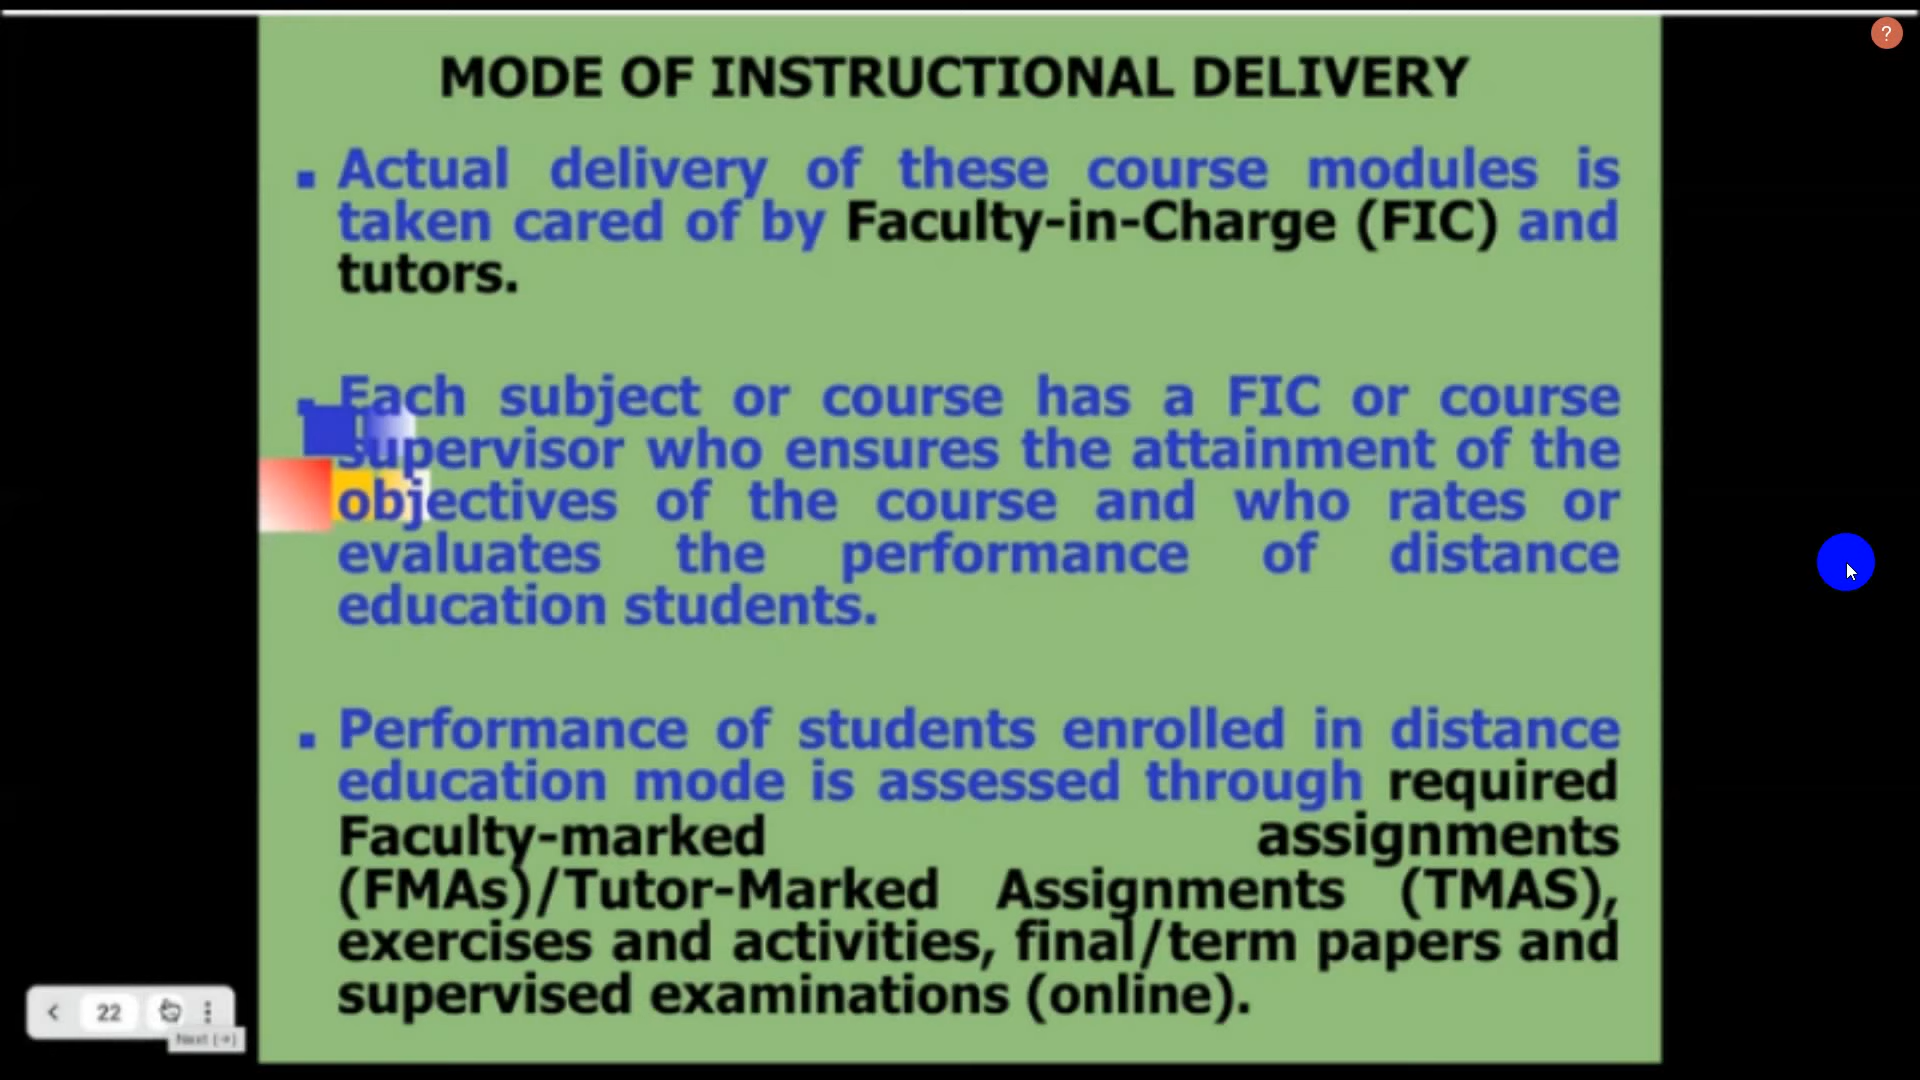 MODE OF INSTRUCTIONAL DELIVERY
▪ Actual delivery of these course modules is
taken cared of by Faculty-in-Charge (FIC) and
tutors.
▪ Each subject or course has a FIC or course
supervisor who ensures the attainment of the
objectives of the course and who rates or
evaluates the performance of distance
education students.
▪ Performance of students enrolled in distance
education mode is assessed through required
Faculty-marked assignments
(FMAs)/Tutor-Marked Assignments (TMAS),
exercises and activities, final/term papers and
supervised examinations (online).
22
Next (→)
?